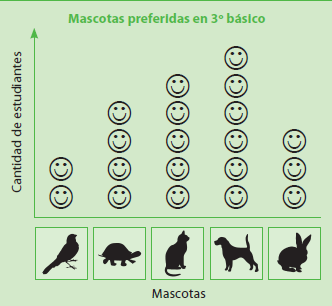 Mascotas preferidas en 3º básico
Cantidad de estudiantes
Mascotas